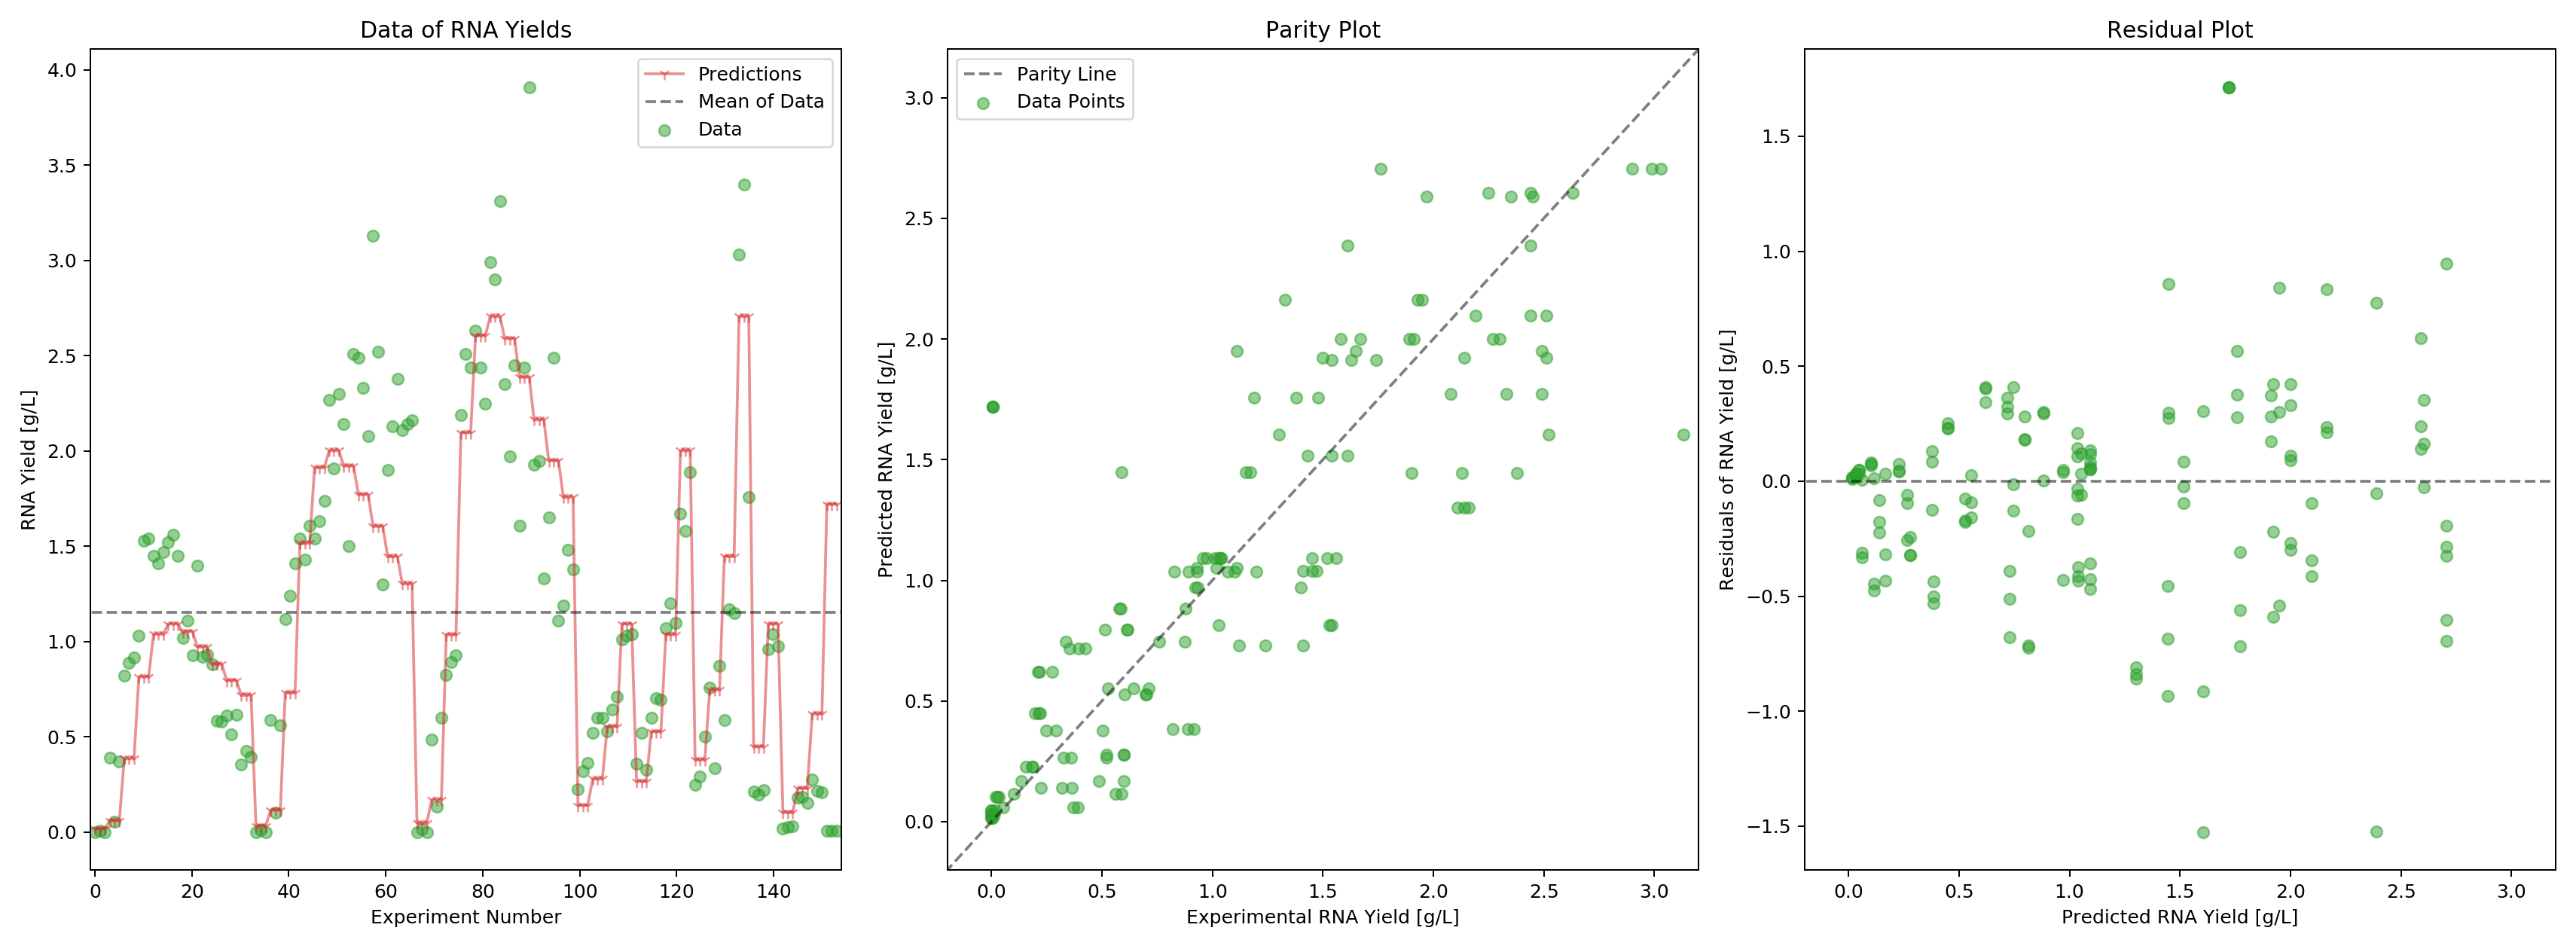 Data of RNA Yields
Predictions
Mean of Data
Data
4.0
3.5
3.0
2.5
2.0
1.5
1.0
0.5
0.0
RNA Yield [g/L]
0 20 40 60 80 100 120 140
Experiment Number
Parity Plot
Parity Line
Data Points
3.0
2.5
2.0
1.5
1.0
0.5
0.0
Predicted RNA Yield [g/L]
0.0 0.5 1.0 1.5 2.0 2.5 3.0
Experimental RNA Yield [g/L]
Residual Plot
1.5
1.0
0.5
0.0
−0.5
−1.0
−1.5
Residuals of RNA Yield [g/L]
0.0 0.5 1.0 1.5 2.0 2.5 3.0
Predicted RNA Yield [g/L]